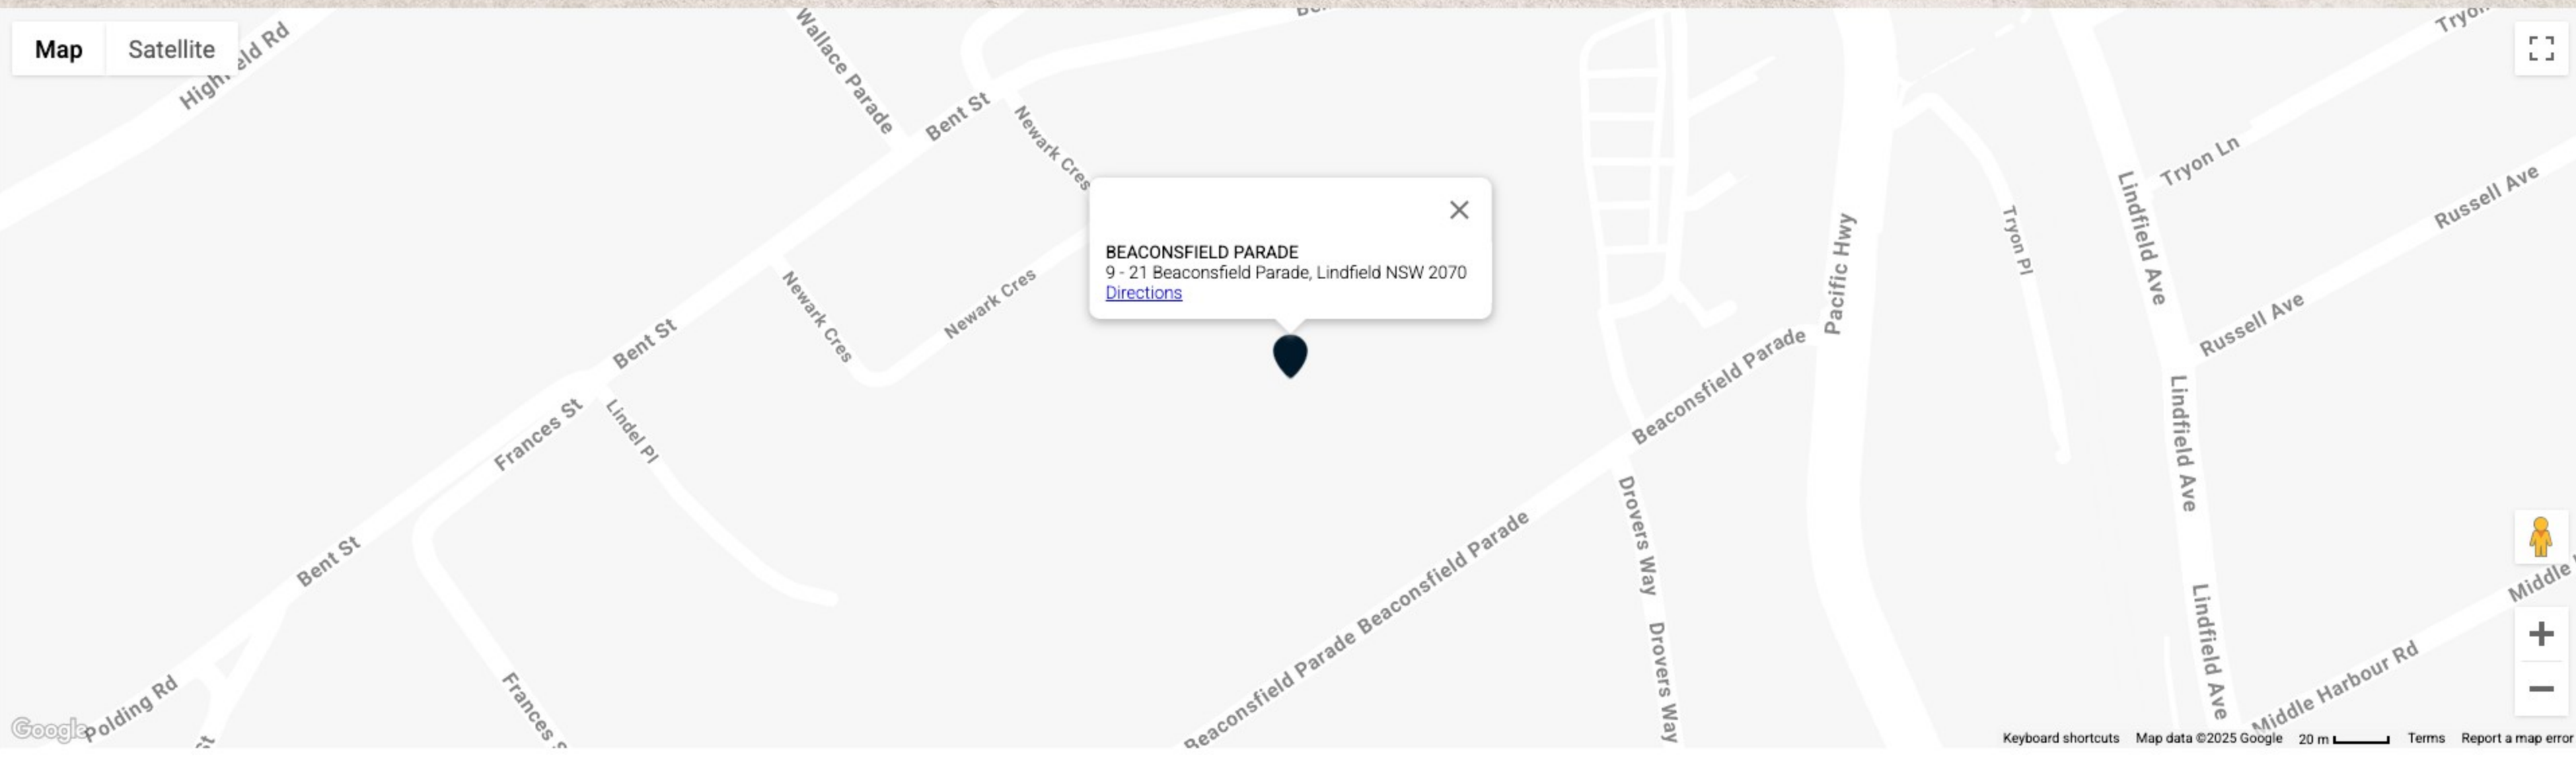 Map
Satellite
Highfield Rd
Wallace Parade
Bent St
Newark Cres
Tryon Ln
Russell Ave
Lindfield Ave
BEACONSFIELD PARADE
9 - 21 Beaconsfield Parade, Lindfield NSW 2070
Directions
Pacific Hwy
Tryon Pl
Newark Cres
Newark Cres
Bent St
Russell Ave
Beaconsfield Parade
Frances St
Lindel Pl
Lindfield Ave
Bent St
Drovers Way
Beaconsfield Parade
Beaconsfield Parade
Lindfield Ave
Drovers Way
Middle
Middle Harbour Rd
Polding Rd
Frances
Google
Keyboard shortcuts
Map data ©2025 Google
20 m
Terms
Report a map error